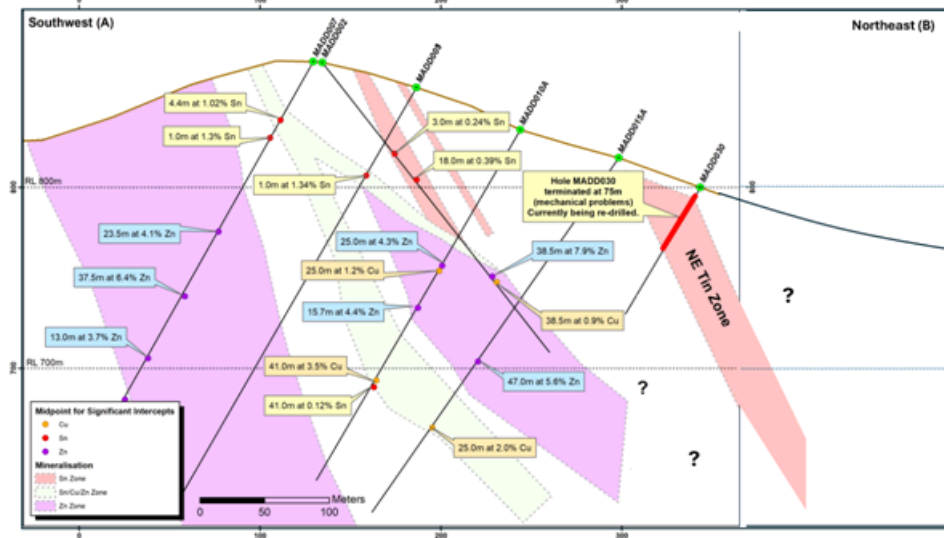 0
100
200
300
Southwest (A)
Northeast (B)
MADD007
MADD002
MADD010A
MADD015A
MADD030
4.4m at 1.02% Sn
1.0m at 1.3% Sn
3.0m at 0.24% Sn
18.0m at 0.39% Sn
1.0m at 1.34% Sn
Hole MADD030
terminated at 75m
(mechanical problems)
Currently being re-drilled.
RL 800m
800
23.5m at 4.1% Zn
25.0m at 4.3% Zn
38.5m at 7.9% Zn
37.5m at 6.4% Zn
25.0m at 1.2% Cu
15.7m at 4.4% Zn
38.5m at 0.9% Cu
NE Tin Zone
?
13.0m at 3.7% Zn
RL 700m
700
41.0m at 3.5% Cu
41.0m at 0.12% Sn
47.0m at 5.6% Zn
?
25.0m at 2.0% Cu
?
Midpoint for Significant Intercepts
Cu
Sn
Zn
Mineralisation
Sn Zone
Sn/Cu/Zn Zone
Zn Zone
Meters
0
50
100
0
100
200
300